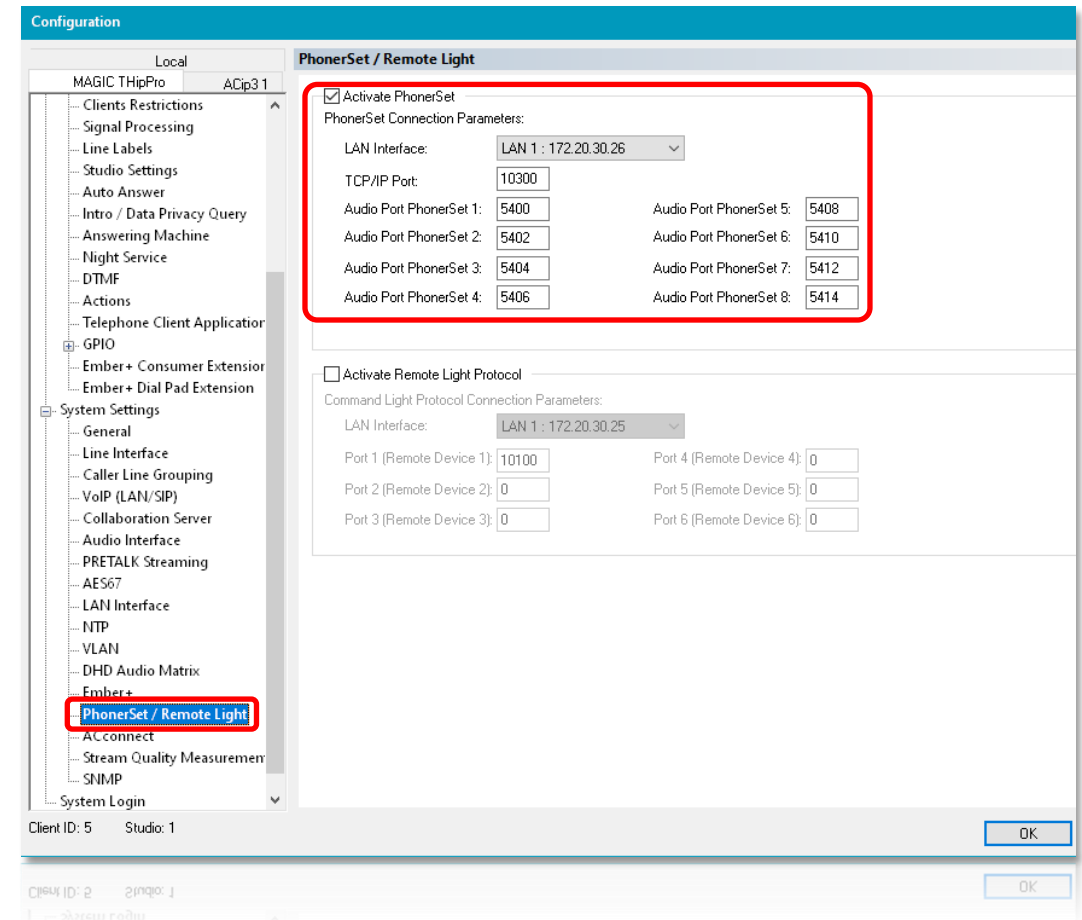 Configuration
Local
MAGIC THipPro
ACip3 1
Clients Restrictions
Signal Processing
Line Labels
Studio Settings
Auto Answer
Intro / Data Privacy Query
Answering Machine
Night Service
DTMF
Actions
Telephone Client Application
GPIO
Ember+ Consumer Extension
Ember+ Dial Pad Extension
System Settings
General
Line Interface
Caller Line Grouping
VoIP (LAN/SIP)
Collaboration Server
Audio Interface
PRETALK Streaming
AES67
LAN Interface
NTP
VLAN
DHD Audio Matrix
Ember+
PhonerSet / Remote Light
ACconnect
Stream Quality Measurement
SNMP
System Login
PhonerSet / Remote Light
Activate PhonerSet
PhonerSet Connection Parameters:
LAN Interface: LAN 1 : 172.20.30.26
TCP/IP Port: 10300
Audio Port PhonerSet 1: 5400 Audio Port PhonerSet 5: 5408
Audio Port PhonerSet 2: 5402 Audio Port PhonerSet 6: 5410
Audio Port PhonerSet 3: 5404 Audio Port PhonerSet 7: 5412
Audio Port PhonerSet 4: 5406 Audio Port PhonerSet 8: 5414
Activate Remote Light Protocol
Command Light Protocol Connection Parameters:
LAN Interface: LAN 1 : 172.20.30.25
Port 1 (Remote Device 1): 10100 Port 4 (Remote Device 4): 0
Port 2 (Remote Device 2): 0 Port 5 (Remote Device 5): 0
Port 3 (Remote Device 3): 0 Port 6 (Remote Device 6): 0
Client ID: 5 Studio: 1
OK